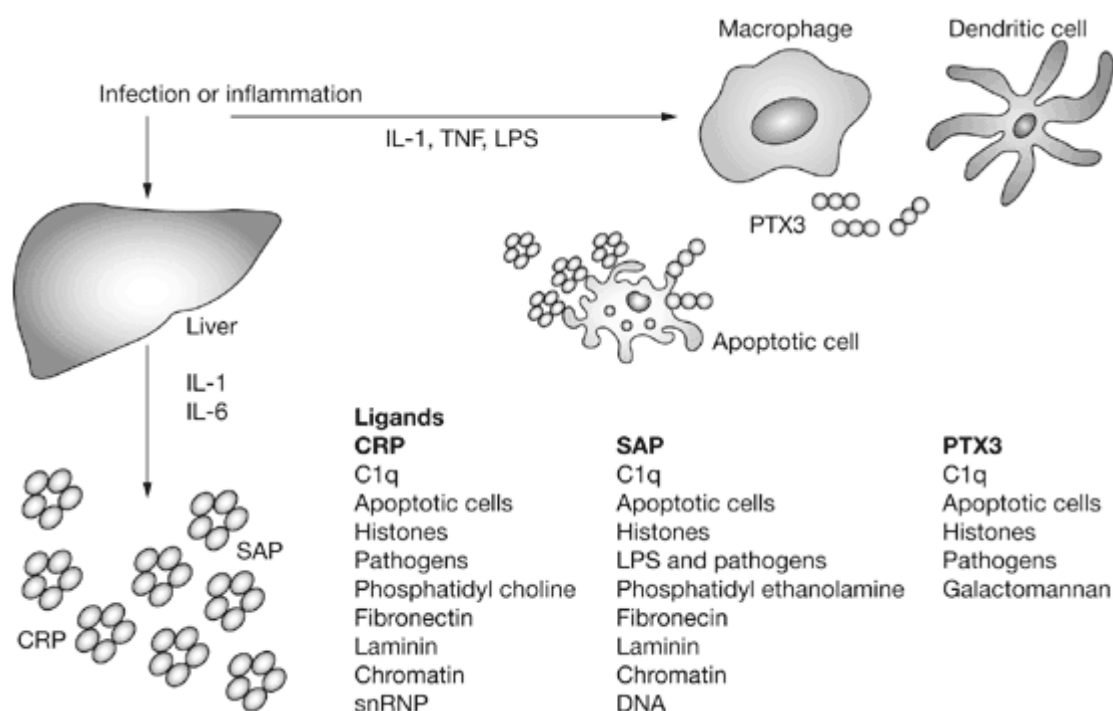 Macrophage
Dendritic cell
Infection or inflammation
IL-1, TNF, LPS
PTX3
Liver
Apoptotic cell
IL-1
IL-6
SAP
CRP
Ligands
CRP
C1q
Apoptotic cells
Histones
Pathogens
Phosphatidyl choline
Fibronectin
Laminin
Chromatin
snRNP
SAP
C1q
Apoptotic cells
Histones
LPS and pathogens
Phosphatidyl ethanolamine
Fibronecin
Laminin
Chromatin
DNA
PTX3
C1q
Apoptotic cells
Histones
Pathogens
Galactomannan